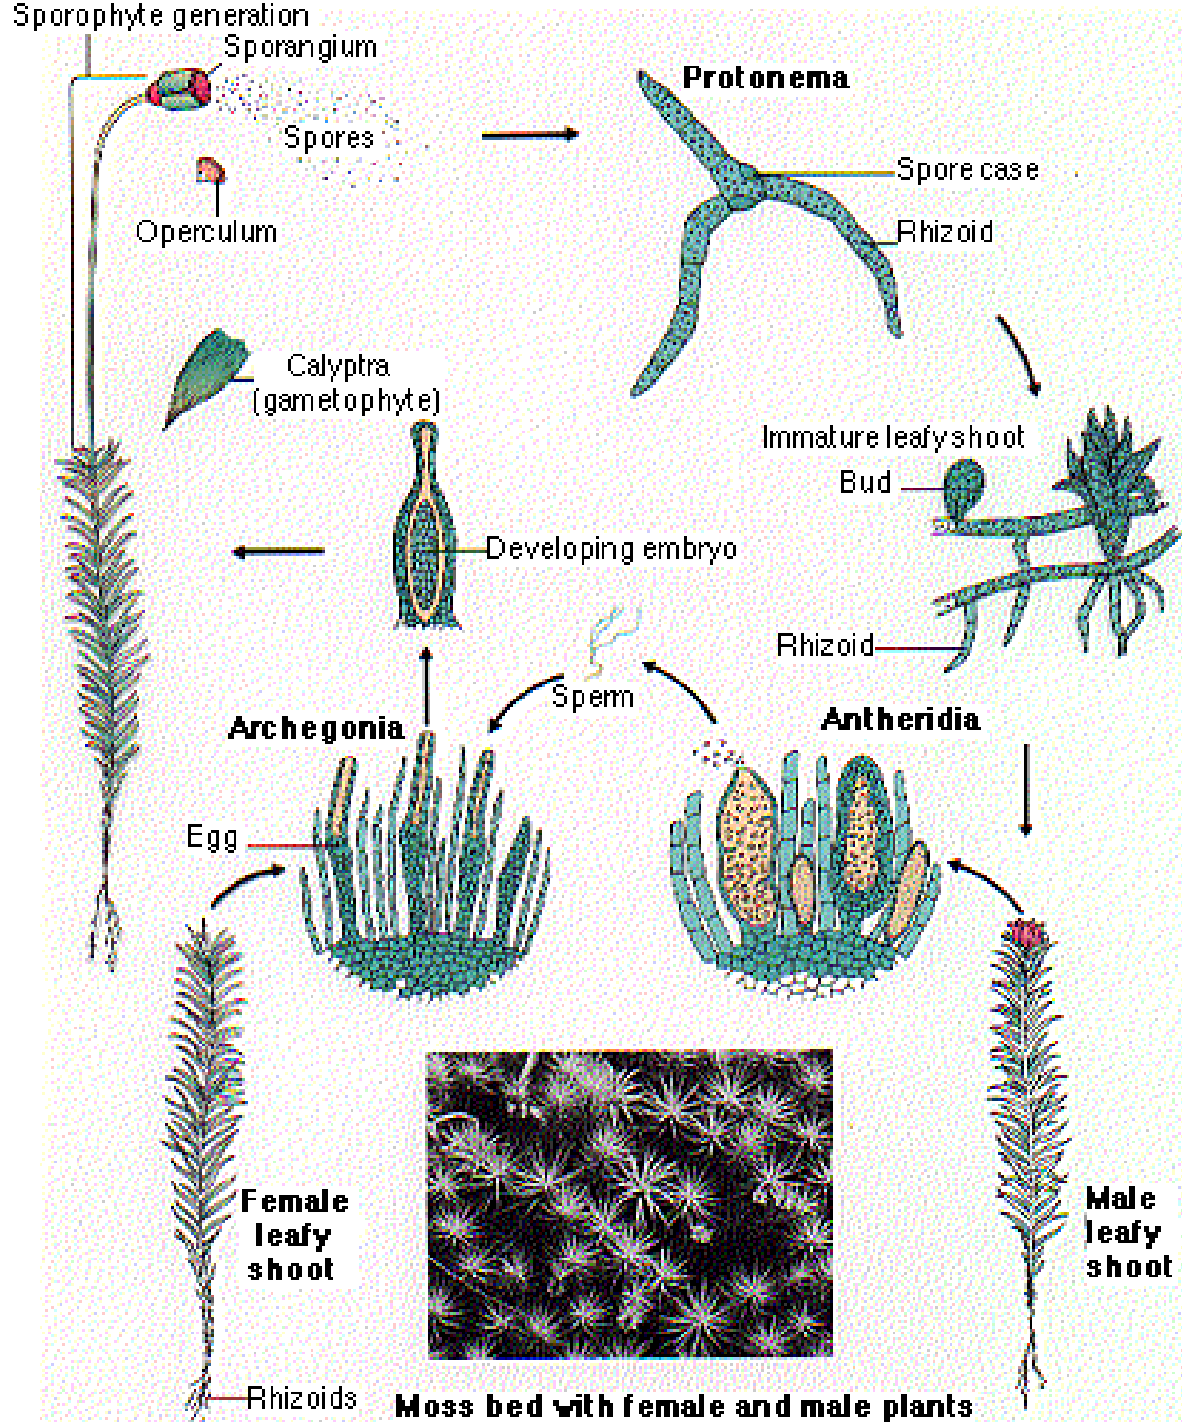 Sporophyte generation
Sporangium
Protonema
Spores
Spore case
Operculum
Rhizoid
Calyptra
(gametophyte)
Immature leafy shoot
Bud
Developing embryo
Rhizoid
Sperm
Archegonia
Antheridia
Egg
Female
leafy
shoot
Male
leafy
shoot
Rhizoids
Moss bed with female and male plants